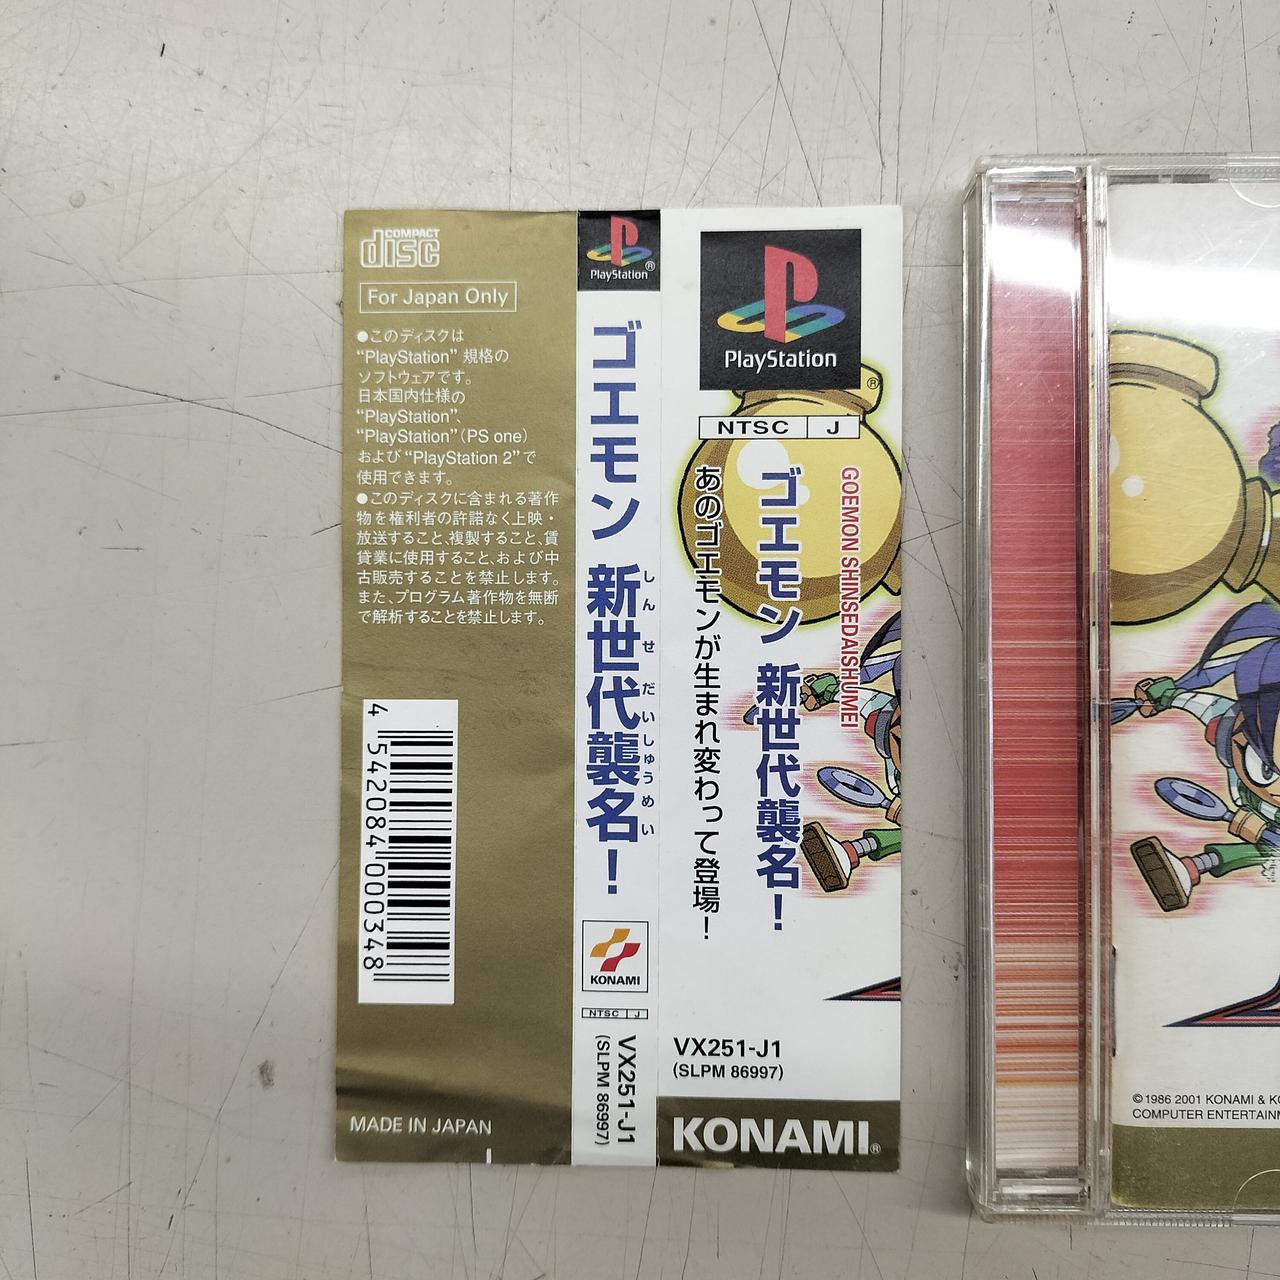 COMPACT
disc
For Japan Only
●このディスクは
"PlayStation" 規格の
ソフトウェアです。
日本国内仕様の
"PlayStation"、
"PlayStation"(PS one)
および"PlayStation 2"で
使用できます。
●このディスクに含まれる著作
物を権利者の許諾なく上映・
放送すること、複製すること、賃
貸業に使用すること、および中
古販売することを禁止します。
また、プログラム著作物を無断
で解析することを禁止します。
4 542084 000348
MADE IN JAPAN
PlayStation®
ゴエモン 新世代襲名!
しんせだいしゅうめい
KONAMI
NTSC J
VX251-J1
(SLPM 86997)
PlayStation
®
NTSC J
GOEMON SHINSEDAISHUMEI
ゴエモン 新世代襲名!
あのゴエモンが生まれ変わって登場!
VX251-J1
(SLPM 86997)
KONAMI®
©1986 2001 KONAMI & KO
COMPUTER ENTERTAINM